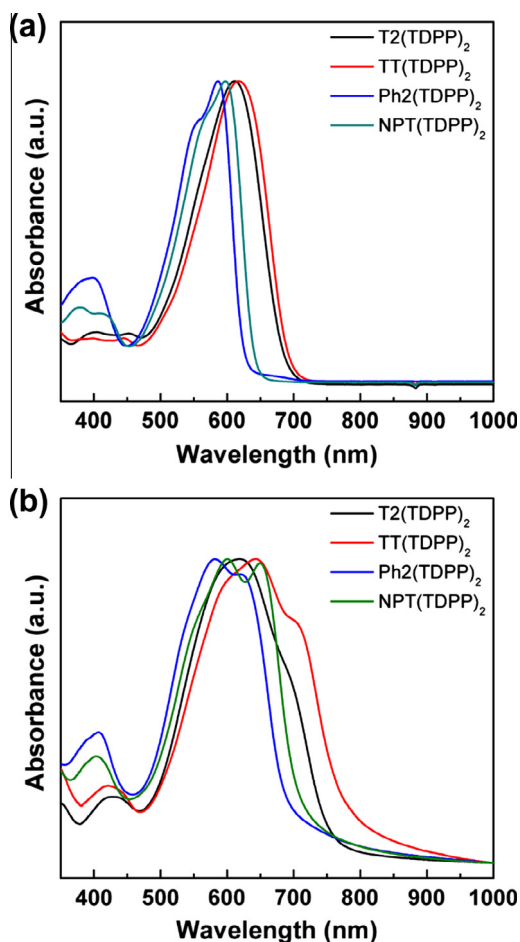 (a)
T2(TDPP)₂
TT(TDPP)₂
Ph2(TDPP)₂
NPT(TDPP)₂
Absorbance (a.u.)
400 500 600 700 800 900 1000
Wavelength (nm)
(b)
T2(TDPP)₂
TT(TDPP)₂
Ph2(TDPP)₂
NPT(TDPP)₂
Absorbance (a.u.)
400 500 600 700 800 900 1000
Wavelength (nm)